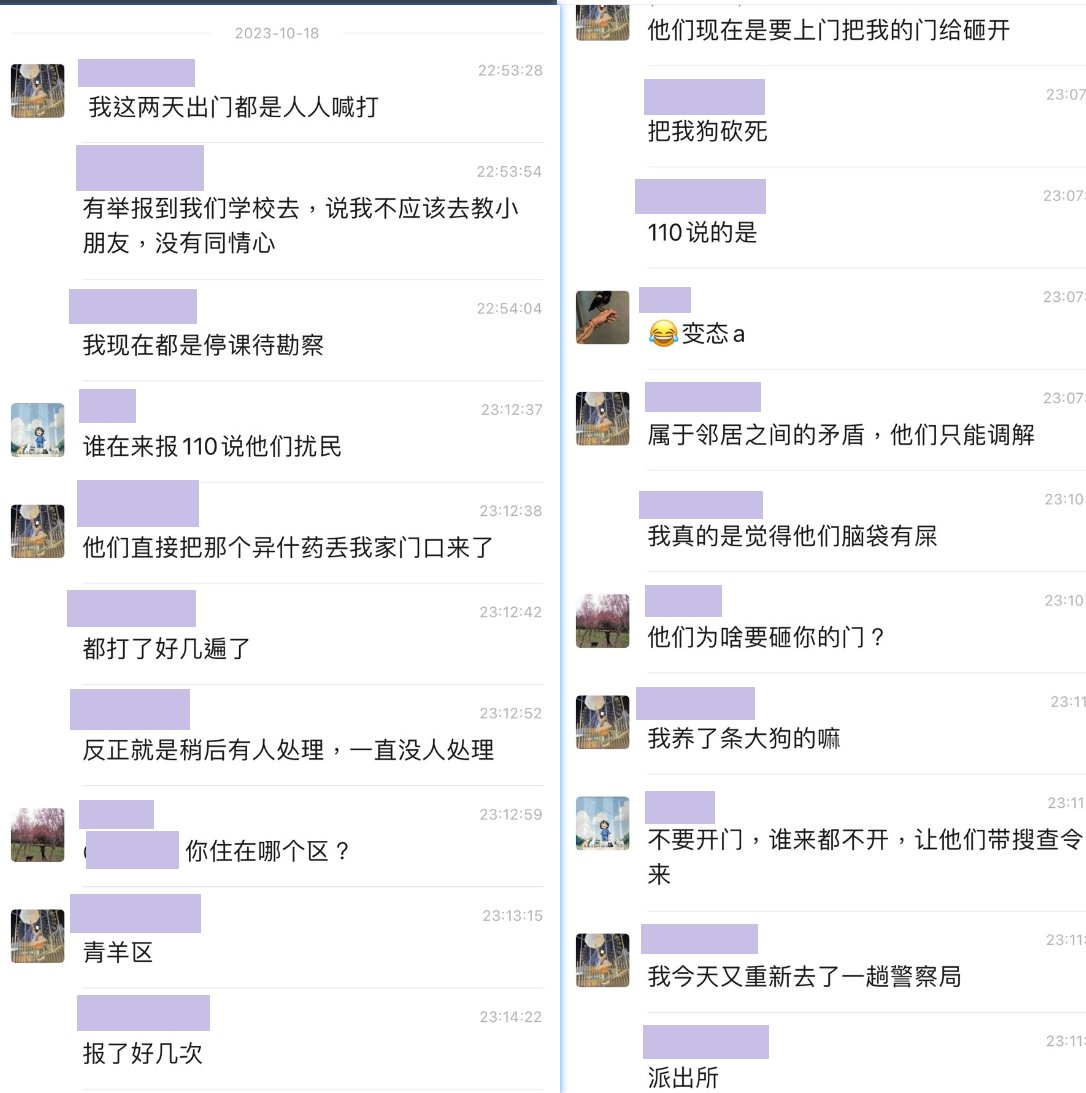 2023-10-18
22:53:28
我这两天出门都是人人喊打
22:53:54
有举报到我们学校去，说我不应该去教小
朋友，没有同情心
22:54:04
我现在都是停课待勘察
23:12:37
谁在来报110说他们扰民
23:12:38
他们直接把那个异什药丢我家门口来了
23:12:42
都打了好几遍了
23:12:52
反正就是稍后有人处理，一直没人处理
23:12:59
你住在哪个区？
23:13:15
青羊区
23:14:22
报了好几次
他们现在是要上门把我的门给砸开
23:07
把我狗砍死
23:07:
110说的是
23:07:
😂变态a
23:07:
属于邻居之间的矛盾，他们只能调解
23:10
我真的是觉得他们脑袋有屎
23:10
他们为啥要砸你的门？
23:11
我养了条大狗的嘛
23:11
不要开门，谁来都不开，让他们带搜查令
来
23:11:
我今天又重新去了一趟警察局
23:11:
派出所